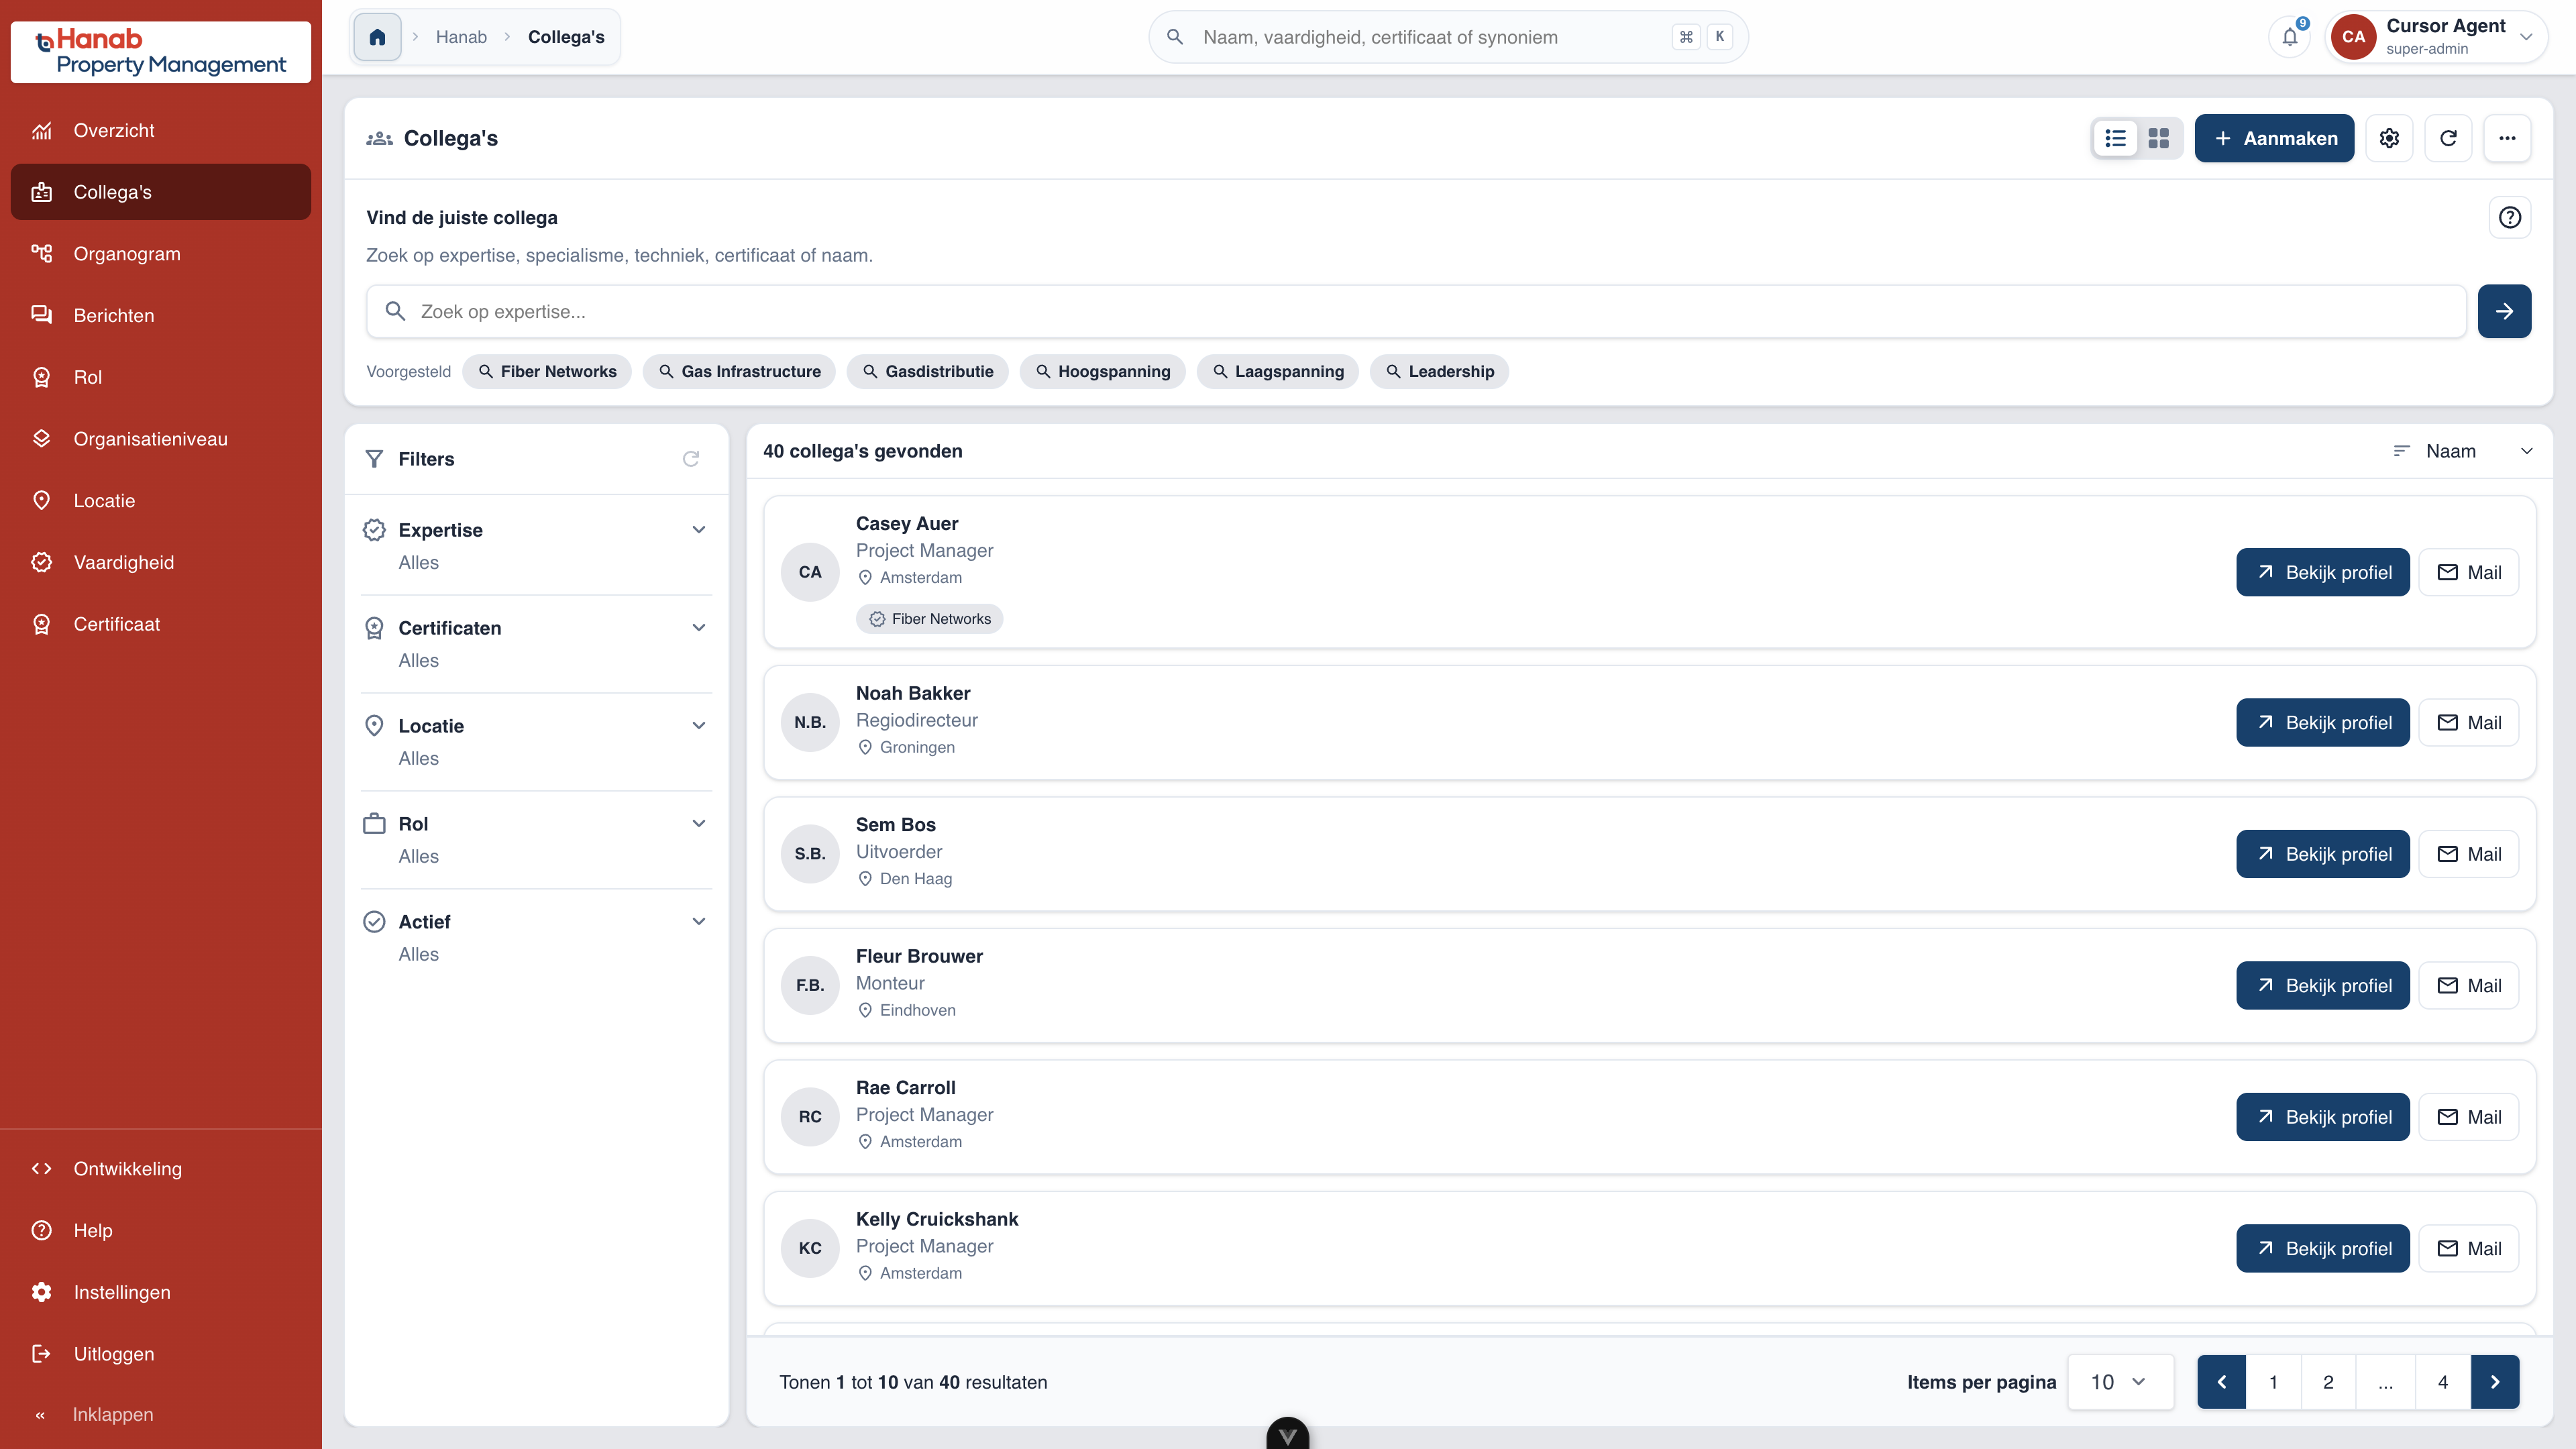 Hanab
Property Management
Overzicht
Collega's
Organogram
Berichten
Rol
Organisatieniveau
Locatie
Vaardigheid
Certificaat
Ontwikkeling
Help
Instellingen
Uitloggen
« Inklappen
Hanab
Collega's
Naam, vaardigheid, certificaat of synoniem
⌘ K
9
CA
Cursor Agent
super-admin
Collega's
+ Aanmaken
Vind de juiste collega
Zoek op expertise, specialisme, techniek, certificaat of naam.
Zoek op expertise...
Voorgesteld Fiber Networks Gas Infrastructure Gasdistributie Hoogspanning Laagspanning Leadership
Filters
Expertise
Alles
Certificaten
Alles
Locatie
Alles
Rol
Alles
Actief
Alles
40 collega's gevonden
Naam
CA
Casey Auer
Project Manager
Amsterdam
Fiber Networks
Bekijk profiel Mail
N.B.
Noah Bakker
Regiodirecteur
Groningen
Bekijk profiel Mail
S.B.
Sem Bos
Uitvoerder
Den Haag
Bekijk profiel Mail
F.B.
Fleur Brouwer
Monteur
Eindhoven
Bekijk profiel Mail
RC
Rae Carroll
Project Manager
Amsterdam
Bekijk profiel Mail
KC
Kelly Cruickshank
Project Manager
Amsterdam
Bekijk profiel Mail
Tonen 1 tot 10 van 40 resultaten
Items per pagina 10
1 2 ... 4